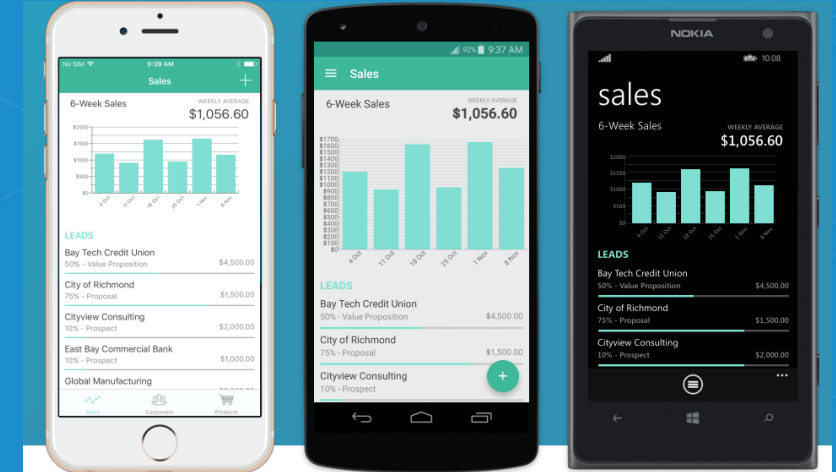 No SIM 9:39 AM
Sales
6-Week Sales
WEEKLY AVERAGE
$1,056.60
$2000
$1500
$1000
$500
$0
4 Oct 11 Oct 18 Oct 25 Oct 1 Nov 8 Nov
LEADS
Bay Tech Credit Union
50% - Value Proposition $4,500.00
City of Richmond
75% - Proposal $1,500.00
Cityview Consulting
10% - Prospect $2,000.00
East Bay Commercial Bank
10% - Prospect $1,000.00
Global Manufacturing
Sales Customers Products
92% 9:37 AM
Sales
6-Week Sales
WEEKLY AVERAGE
$1,056.60
$1700
$1600
$1500
$1400
$1300
$1200
$1100
$1000
$900
$800
$700
$600
$500
$400
$300
$200
$100
$0
4 Oct 11 Oct 18 Oct 25 Oct 1 Nov 8 Nov
LEADS
Bay Tech Credit Union
50% - Value Proposition $4,500.00
City of Richmond
75% - Proposal $1,500.00
Cityview Consulting
10% - Prospect
+
NOKIA
10:08
sales
6-Week Sales
WEEKLY AVERAGE
$1,056.60
$2000
$1500
$1000
$500
$0
4 Oct 11 Oct 18 Oct 25 Oct 1 Nov 8 Nov
LEADS
Bay Tech Credit Union
50% - Value Proposition $4,500.00
City of Richmond
75% - Proposal $1,500.00
Cityview Consulting
10% - Prospect $2,000.00